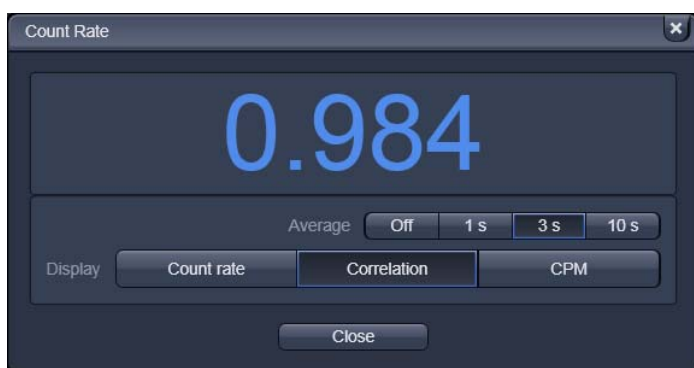 Count Rate
0.984
Average Off 1 s 3 s 10 s
Display Count rate Correlation CPM
Close